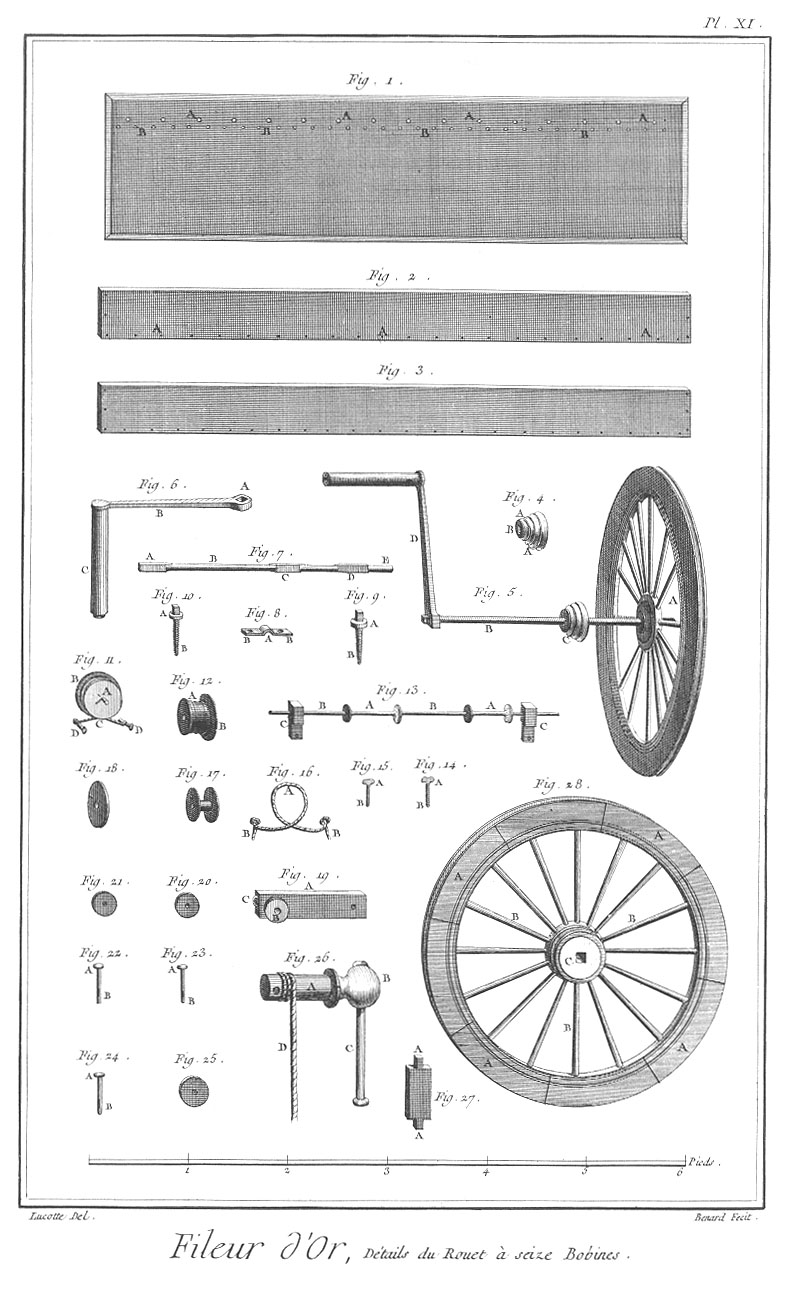 Pl. XI.
Fig. 1.
A A A A
B B B B
Fig. 2.
A A A
Fig. 3.
Fig. 6.
A
B
C
Fig. 4.
A
B
A
D
Fig. 7.
A B C D E
Fig. 5.
A
B
C
Fig. 10.
A
B
Fig. 8.
B A B
Fig. 9.
A
B
Fig. 11.
B A
D C D
Fig. 12.
A
B
Fig. 13.
B A B A
C C
Fig. 18.
Fig. 17.
Fig. 16.
A
B B
Fig. 15.
A
B
Fig. 14.
A
B
Fig. 28.
A A
B B
C
B
A A
Fig. 21.
Fig. 20.
Fig. 19.
A
C
B
Fig. 22.
A
B
Fig. 23.
A
B
Fig. 26.
A B
D C
Fig. 24.
A
B
Fig. 25.
A
Fig. 27.
A
1 2 3 4 5 6 Pieds.
Lucotte Del.
Benard Fecit.
Fileur d'Or, Détails du Rouet à seize Bobines.